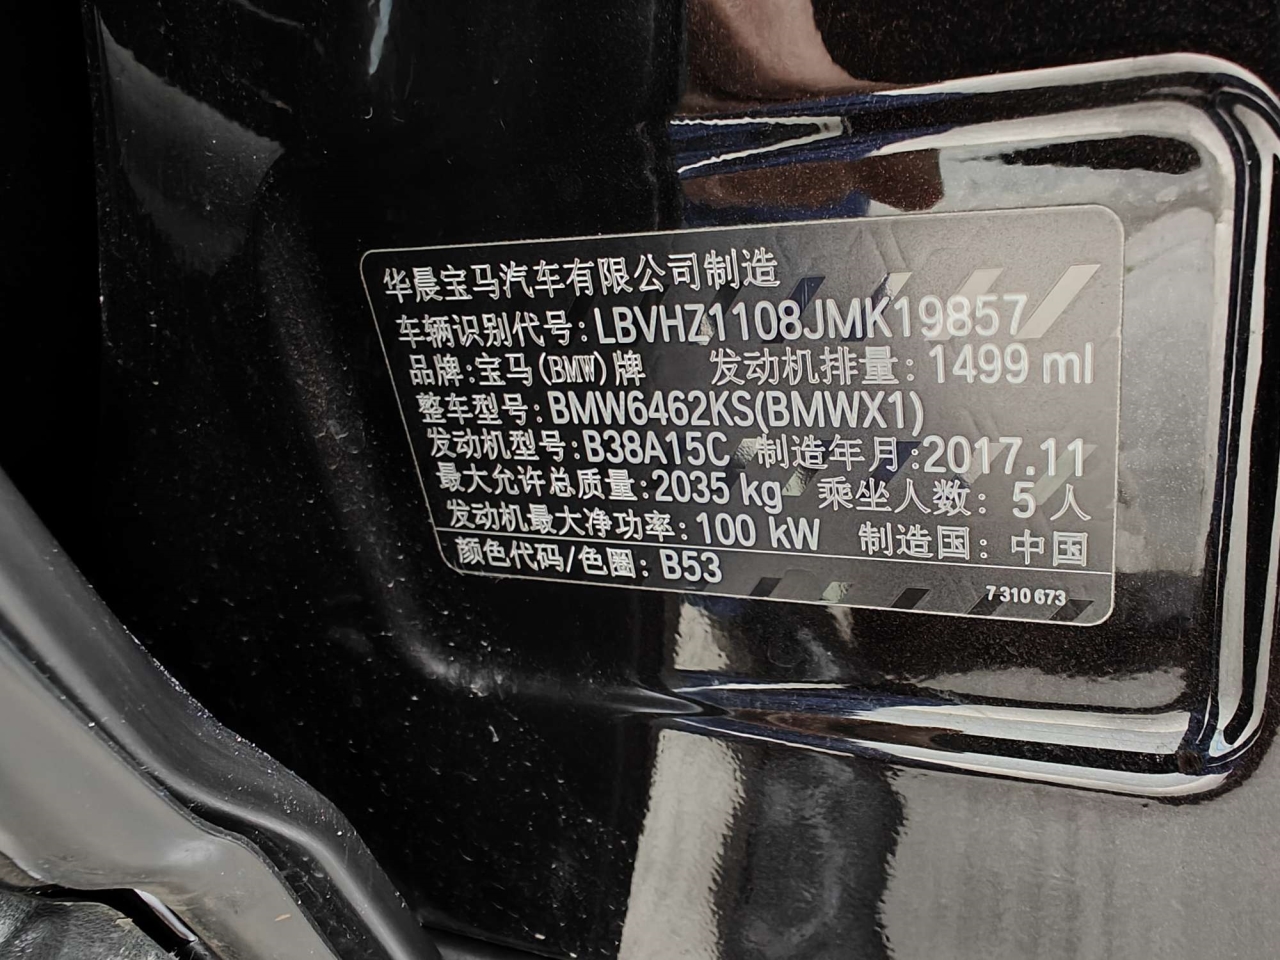 华晨宝马汽车有限公司制造
车辆识别代号:LBVHZ1108JMK19857
品牌:宝马(BMW)牌 发动机排量:1499 ml
整车型号:BMW6462KS(BMWX1)
发动机型号:B38A15C 制造年月:2017.11
最大允许总质量:2035 kg 乘坐人数: 5 人
发动机最大净功率:100 kW 制造国: 中国
颜色代码/色圈: B53
7 310 673